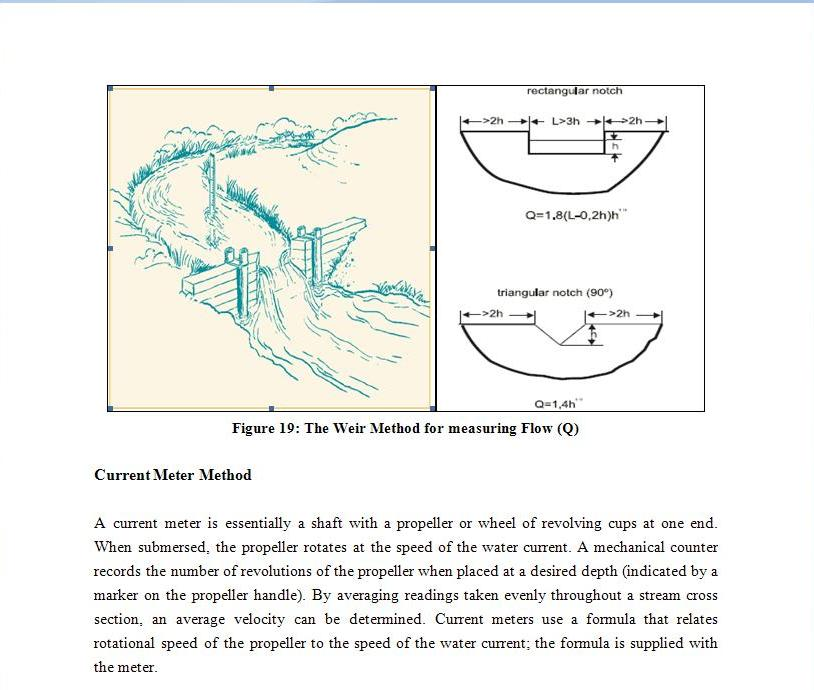 rectangular notch
>2h L>3h >2h
h
Q=1,8(L-0,2h)h
triangular notch (90°)
>2h >2h
h
Q=1,4h
Figure 19: The Weir Method for measuring Flow (Q)
Current Meter Method
A current meter is essentially a shaft with a propeller or wheel of revolving cups at one end.
When submersed, the propeller rotates at the speed of the water current. A mechanical counter
records the number of revolutions of the propeller when placed at a desired depth (indicated by a
marker on the propeller handle). By averaging readings taken evenly throughout a stream cross
section, an average velocity can be determined. Current meters use a formula that relates
rotational speed of the propeller to the speed of the water current; the formula is supplied with
the meter.